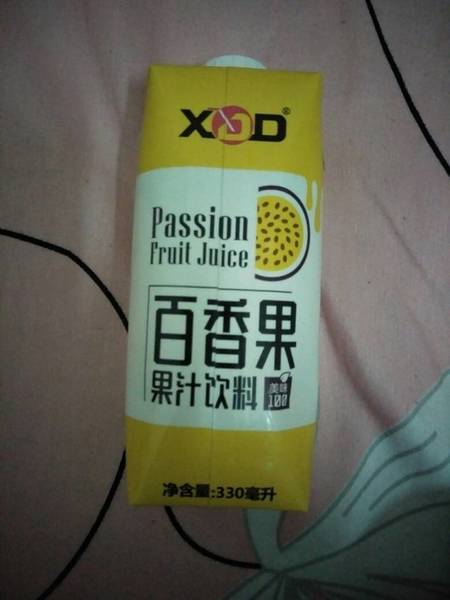 XOD®
Passion
fruit Juice
百香果
果汁饮料
美味
100
净含量:330毫升